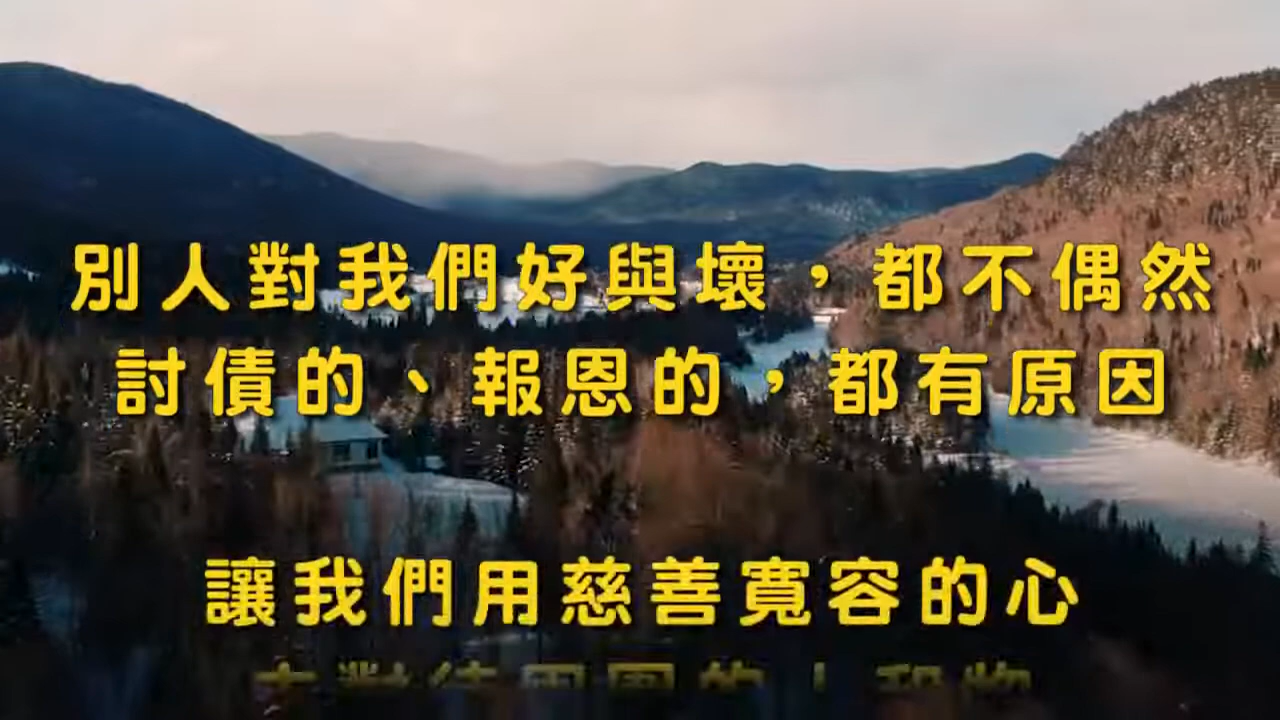 別人對我們好與壞，都不偶然
討債的、報恩的，都有原因
讓我們用慈善寬容的心